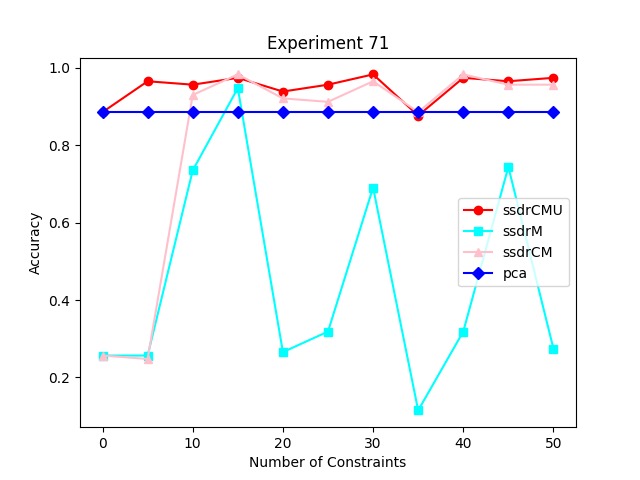 Experiment 71
Accuracy
1.0
0.8
0.6
0.4
0.2
ssdrCMU
ssdrM
ssdrCM
pca
0 10 20 30 40 50
Number of Constraints